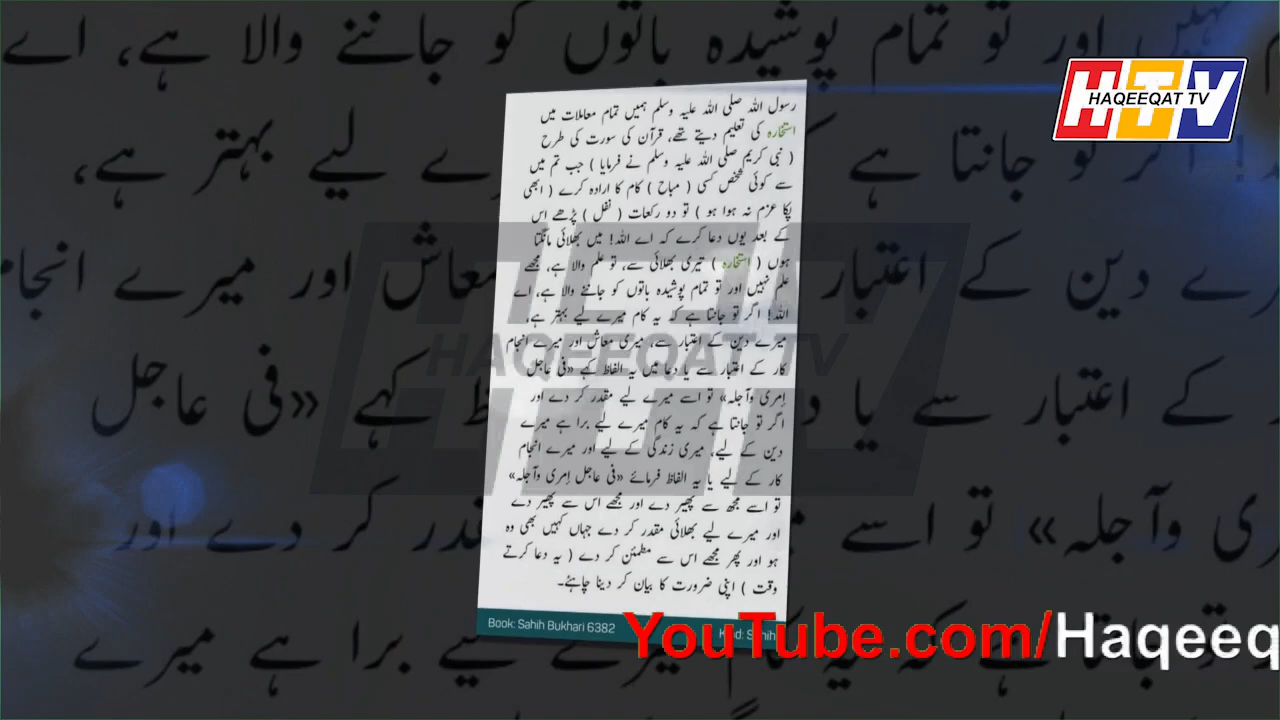 HTV
HAQEEQAT TV
رسول اللہ صلی اللہ علیہ وسلم ہمیں تمام معاملات میں
استخارہ کی تعلیم دیتے تھے، قرآن کی سورت کی طرح
( نبی کریم صلی اللہ علیہ وسلم نے فرمایا ) جب تم میں
سے کوئی شخص کسی ( مباح ) کام کا ارادہ کرے ( ابھی
پکا عزم نہ ہوا ہو ) تو دو رکعات ( نفل ) پڑھے اس
کے بعد یوں دعا کرے کہ اے اللہ! میں بھلائی مانگتا
ہوں ( استخارہ ) تیری بھلائی سے، تو علم والا ہے، مجھے
علم نہیں اور تو تمام پوشیدہ باتوں کو جاننے والا ہے، اے
اللہ! اگر تو جانتا ہے کہ یہ کام میرے لیے بہتر ہے،
میرے دین کے اعتبار سے، میری معاش اور میرے انجام
کار کے اعتبار سے یا دعا میں یہ الفاظ کہے «فی عاجل
إمری وآجلہ» تو اسے میرے لیے مقدر کر دے اور
اگر تو جانتا ہے کہ یہ کام میرے لیے برا ہے میرے
دین کے لیے، میری زندگی کے لیے اور میرے انجام
کار کے لیے یا یہ الفاظ فرمائے «فی عاجل إمری وآجلہ»
تو اسے مجھ سے پھیر دے اور مجھے اس سے پھیر دے
اور میرے لیے بھلائی مقدر کر دے جہاں کہیں بھی وہ
ہو اور پھر مجھے اس سے مطمئن کر دے ( یہ دعا کرتے
وقت ) اپنی ضرورت کا بیان کر دینا چاہئے۔
Book: Sahih Bukhari 6382
HAQEEQAT TV
YouTube.com/Haqeeq